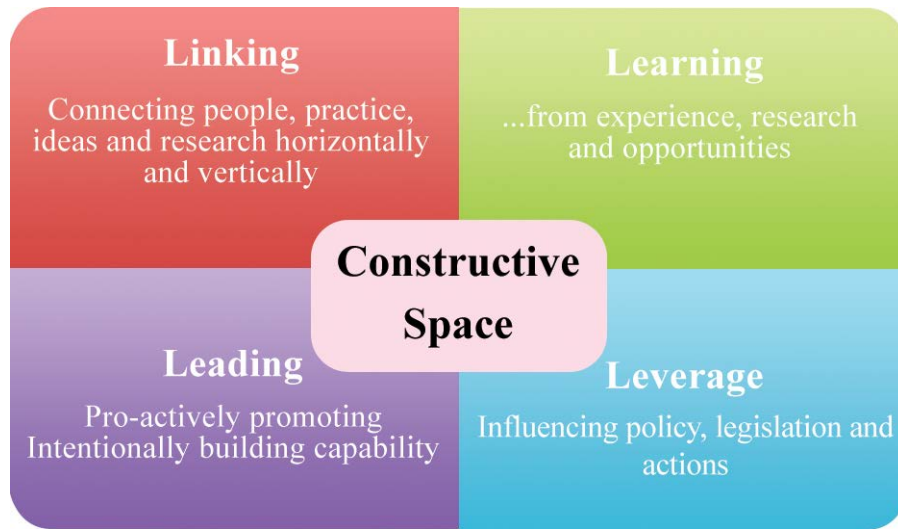 Linking
Connecting people, practice,
ideas and research horizontally
and vertically
Learning
...from experience, research
and opportunities
Constructive
Space
Leading
Pro-actively promoting
Intentionally building capability
Leverage
Influencing policy, legislation and
actions